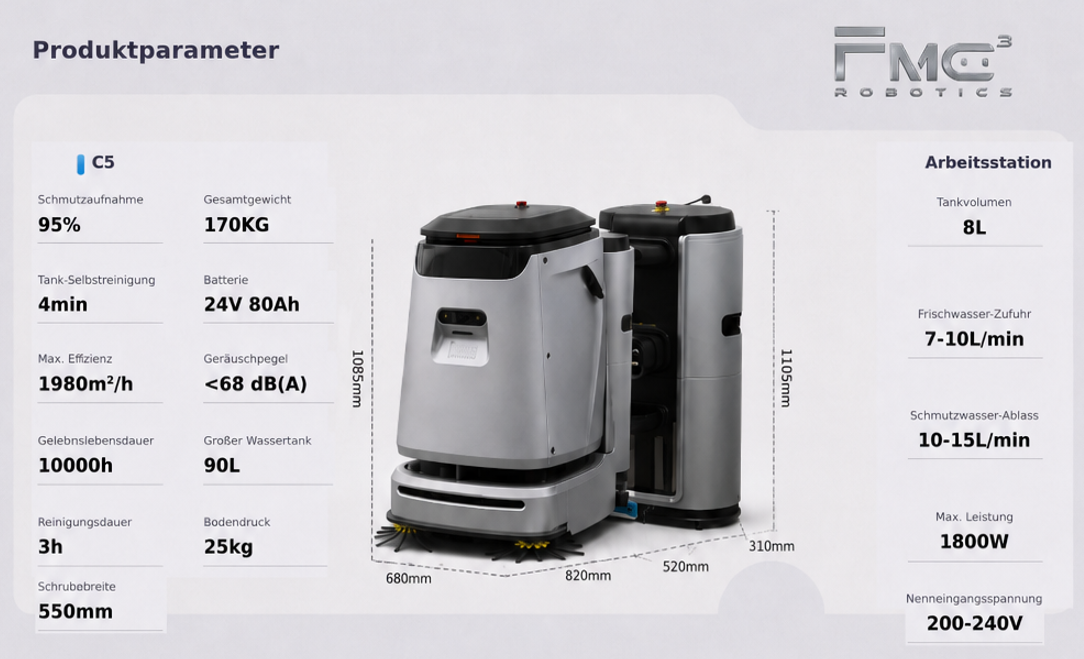 Produktparameter
FMC³
ROBOTICS
C5
Schmutzaufnahme
95%
Gesamtgewicht
170KG
Tank-Selbstreinigung
4min
Batterie
24V 80Ah
Max. Effizienz
1980m²/h
Geräuschpegel
<68 dB(A)
Gelebnslebensdauer
10000h
Großer Wassertank
90L
Reinigungsdauer
3h
Bodendruck
25kg
Schrubøbreite
550mm
1085mm
1105mm
680mm
820mm
520mm
310mm
Arbeitsstation
Tankvolumen
8L
Frischwasser-Zufuhr
7-10L/min
Schmutzwasser-Ablass
10-15L/min
Max. Leistung
1800W
Nenneingangsspannung
200-240V